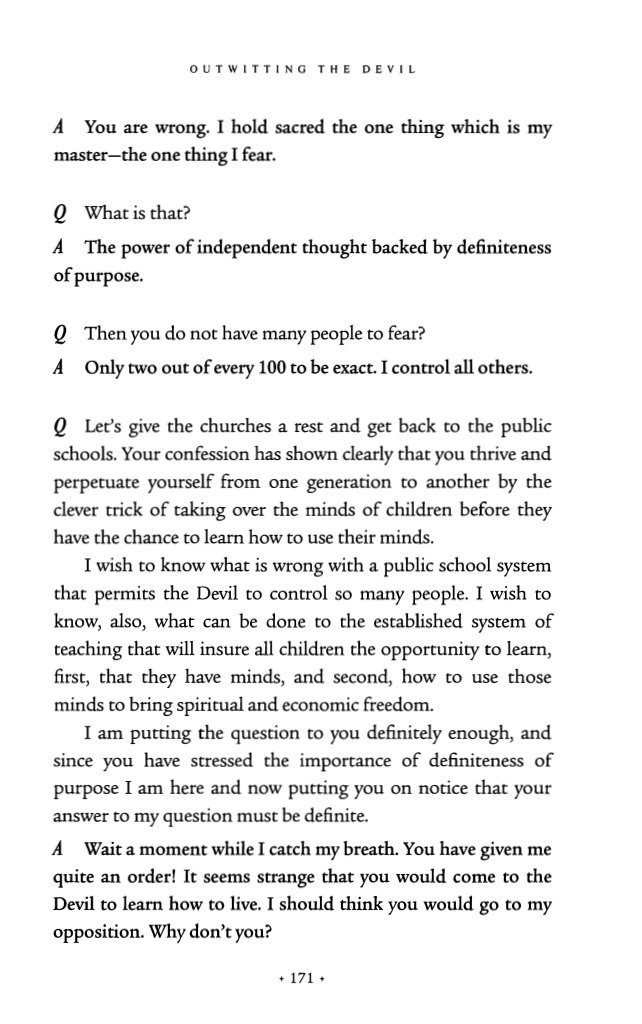 OUTWITTING THE DEVIL
A You are wrong. I hold sacred the one thing which is my
master—the one thing I fear.
Q What is that?
A The power of independent thought backed by definiteness
of purpose.
Q Then you do not have many people to fear?
A Only two out of every 100 to be exact. I control all others.
Q Let's give the churches a rest and get back to the public
schools. Your confession has shown clearly that you thrive and
perpetuate yourself from one generation to another by the
clever trick of taking over the minds of children before they
have the chance to learn how to use their minds.
I wish to know what is wrong with a public school system
that permits the Devil to control so many people. I wish to
know, also, what can be done to the established system of
teaching that will insure all children the opportunity to learn,
first, that they have minds, and second, how to use those
minds to bring spiritual and economic freedom.
I am putting the question to you definitely enough, and
since you have stressed the importance of definiteness of
purpose I am here and now putting you on notice that your
answer to my question must be definite.
A Wait a moment while I catch my breath. You have given me
quite an order! It seems strange that you would come to the
Devil to learn how to live. I should think you would go to my
opposition. Why don't you?
• 171 •